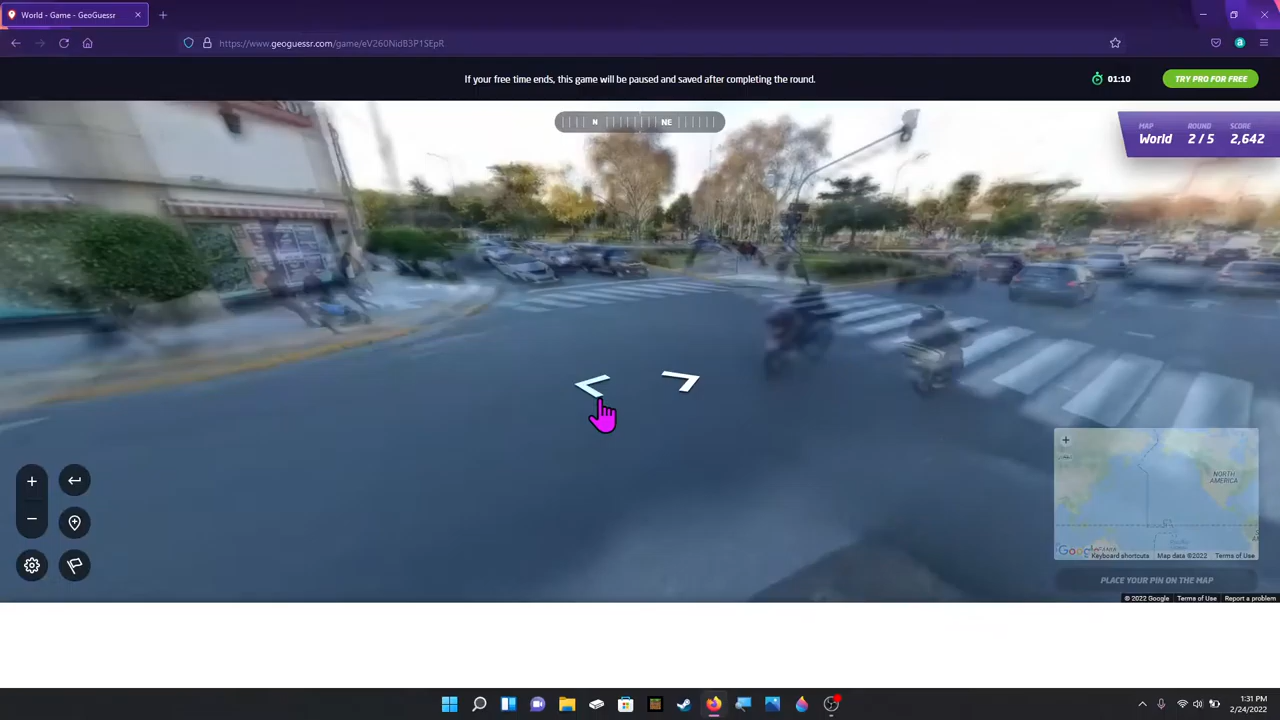 World - Game - GeoGuessr
https://www.geoguessr.com/game/eV260NidB3P1SEpR
If your free time ends, this game will be paused and saved after completing the round.
01:10
TRY PRO FOR FREE
N
NE
MAP
ROUND
SCORE
World
2 / 5
2,642
NORTH
AMERICA
Google
Keyboard shortcuts
Map data ©2022
Terms of Use
PLACE YOUR PIN ON THE MAP
© 2022 Google
Terms of Use
Report a problem
1:31 PM
2/24/2022